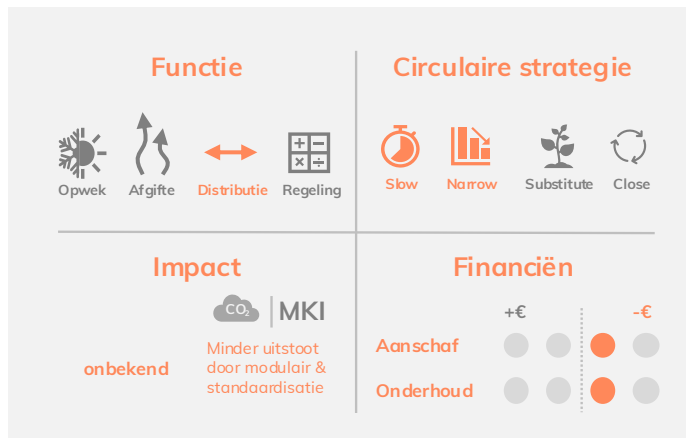 Functie
Opwek Afgifte Distributie Regeling
Circulaire strategie
Slow Narrow Substitute Close
Impact
CO₂ MKI
onbekend
Minder uitstoot
door modulair &
standaardisatie
Financiën
+€ -€
Aanschaf
Onderhoud